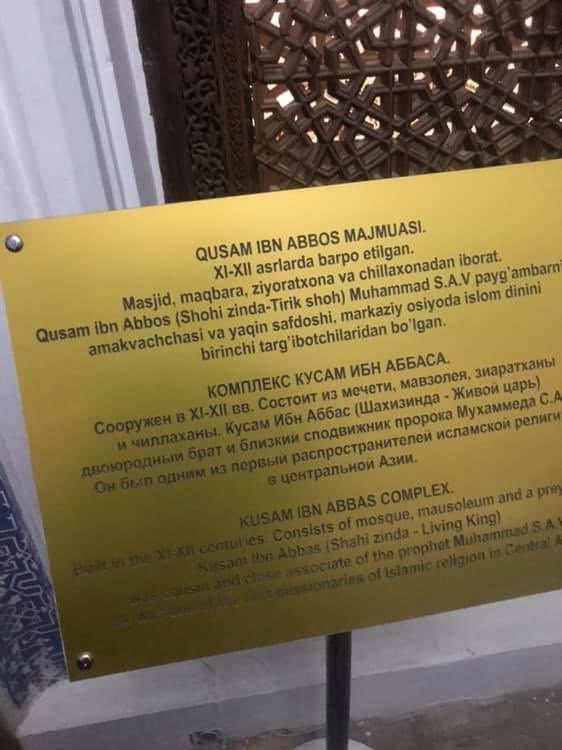 QUSAM IBN ABBOS MAJMUASI.
XI-XII asrlarda barpo etilgan.
Masjid, maqbara, ziyoratxona va chillaxonadan iborat.
Qusam ibn Abbos (Shohi zinda-Tirik shoh) Muhammad S.A.V payg'ambarni
amakvachchasi va yaqin safdoshi, markaziy osiyoda islom dinini
birinchi targ'ibotchilaridan bo'lgan.
КОМПЛЕКС КУСАМ ИБН АББАСА.
Сооружен в XI-XII вв. Состоит из мечети, мавзолея, зиаратханы
и чиллаханы. Кусам Ибн Аббас (Шахизинда - Живой царь)
двоюродный брат и близкий сподвижник пророка Мухаммеда С.А
Он был одним из первый распространителей исламской религи
в центральной Азии.
KUSAM IBN ABBAS COMPLEX.
Built in the XI-XII centuries. Consists of mosque, mausoleum and a prey
Kusam Ibn Abbas (Shahi zinda - Living King)
was cousin and close associate of the prophet Muhammad S.A.V
was one of the first missionaries of Islamic religion in Central A